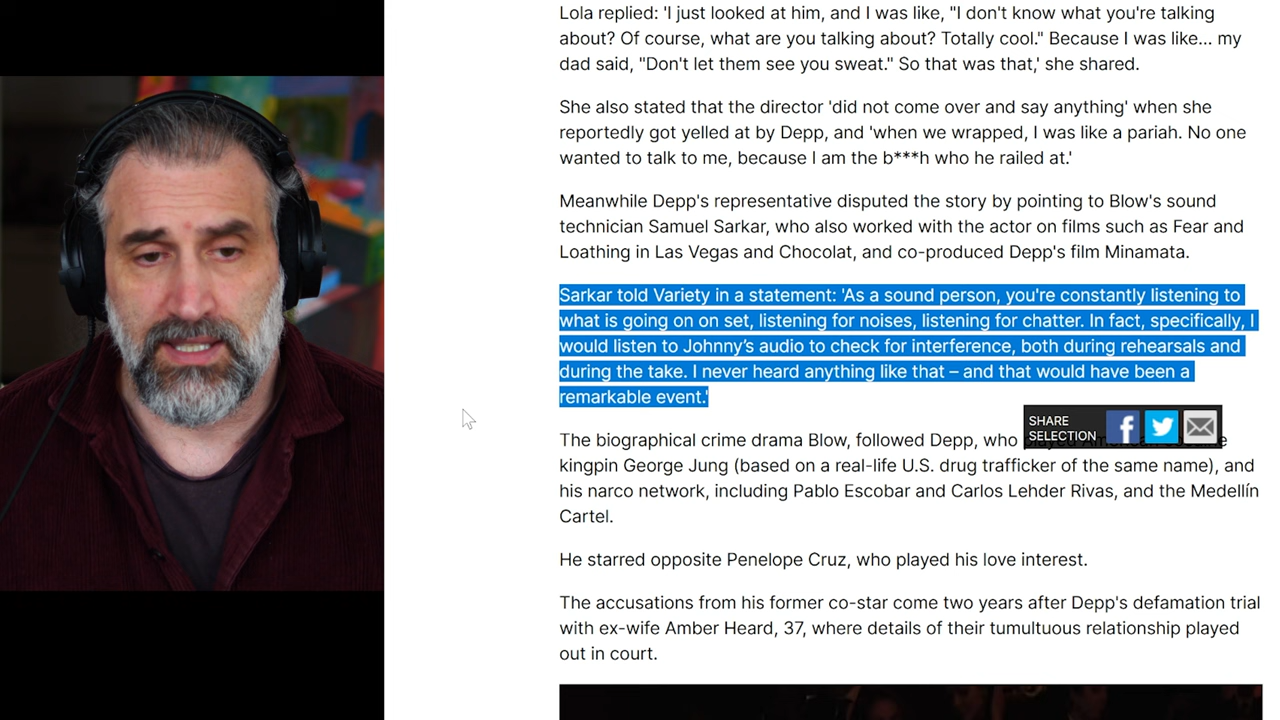 Lola replied: 'I just looked at him, and I was like, "I don't know what you're talking
about? Of course, what are you talking about? Totally cool." Because I was like... my
dad said, "Don't let them see you sweat." So that was that,' she shared.
She also stated that the director 'did not come over and say anything' when she
reportedly got yelled at by Depp, and 'when we wrapped, I was like a pariah. No one
wanted to talk to me, because I am the b***h who he railed at.'
Meanwhile Depp's representative disputed the story by pointing to Blow's sound
technician Samuel Sarkar, who also worked with the actor on films such as Fear and
Loathing in Las Vegas and Chocolat, and co-produced Depp's film Minamata.
Sarkar told Variety in a statement: 'As a sound person, you're constantly listening to
what is going on on set, listening for noises, listening for chatter. In fact, specifically, I
would listen to Johnny’s audio to check for interference, both during rehearsals and
during the take. I never heard anything like that – and that would have been a
remarkable event.'
SHARE
SELECTION
The biographical crime drama Blow, followed Depp, who
kingpin George Jung (based on a real-life U.S. drug trafficker of the same name), and
his narco network, including Pablo Escobar and Carlos Lehder Rivas, and the Medellín
Cartel.
He starred opposite Penelope Cruz, who played his love interest.
The accusations from his former co-star come two years after Depp's defamation trial
with ex-wife Amber Heard, 37, where details of their tumultuous relationship played
out in court.